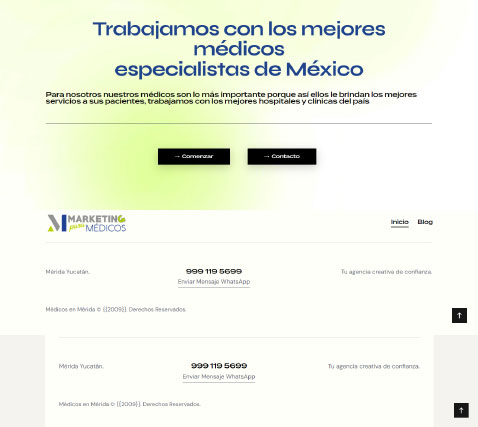 Trabajamos con los mejores
médicos
especialistas de México
Para nosotros nuestros médicos son lo más importante porque así ellos le brindan los mejores
servicios a sus pacientes, trabajamos con los mejores hospitales y clínicas del país
→ Comenzar
→ Contacto
MARKETING
para MÉDICOS
Inicio
Blog
Mérida Yucatán.
999 119 5699
Enviar Mensaje WhatsApp
Tu agencia creativa de confianza.
Médicos en Mérida © {{2009}}. Derechos Reservados.
Mérida Yucatán.
999 119 5699
Enviar Mensaje WhatsApp
Tu agencia creativa de confianza.
Médicos en Mérida © {{2009}}. Derechos Reservados.